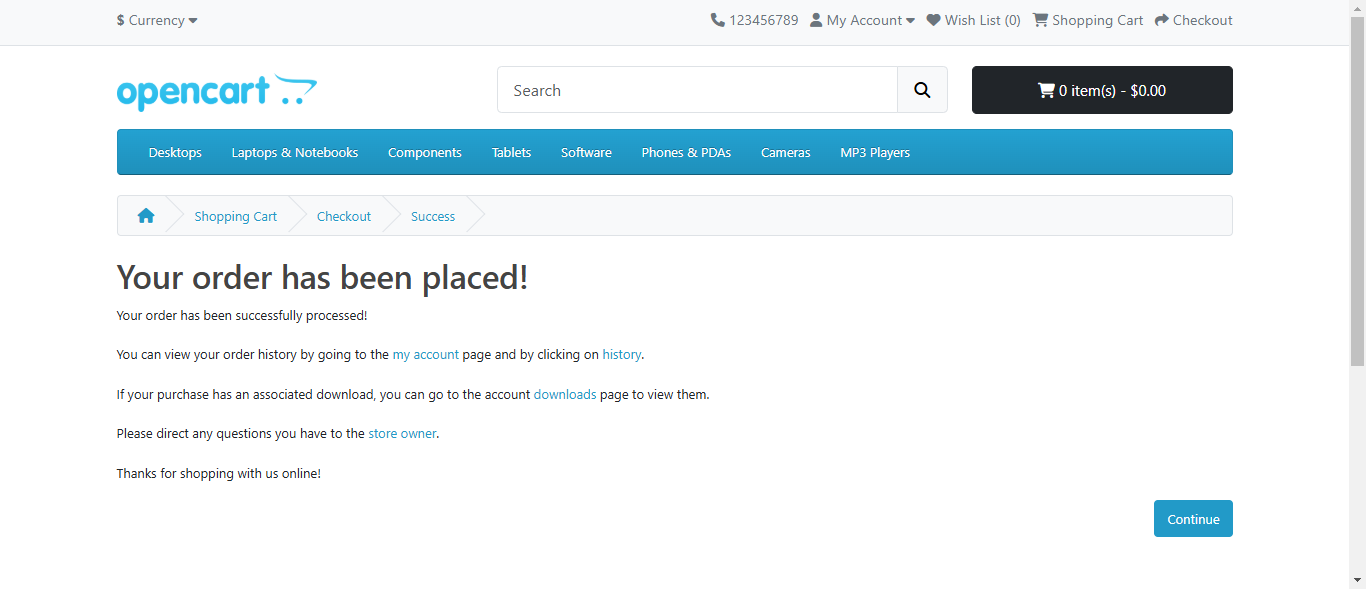 $ Currency 123456789 My Account Wish List (0) Shopping Cart Checkout
opencart Search 0 item(s) - $0.00
Desktops Laptops & Notebooks Components Tablets Software Phones & PDAs Cameras MP3 Players
Shopping Cart Checkout Success
Your order has been placed!
Your order has been successfully processed!
You can view your order history by going to the my account page and by clicking on history.
If your purchase has an associated download, you can go to the account downloads page to view them.
Please direct any questions you have to the store owner.
Thanks for shopping with us online!
Continue